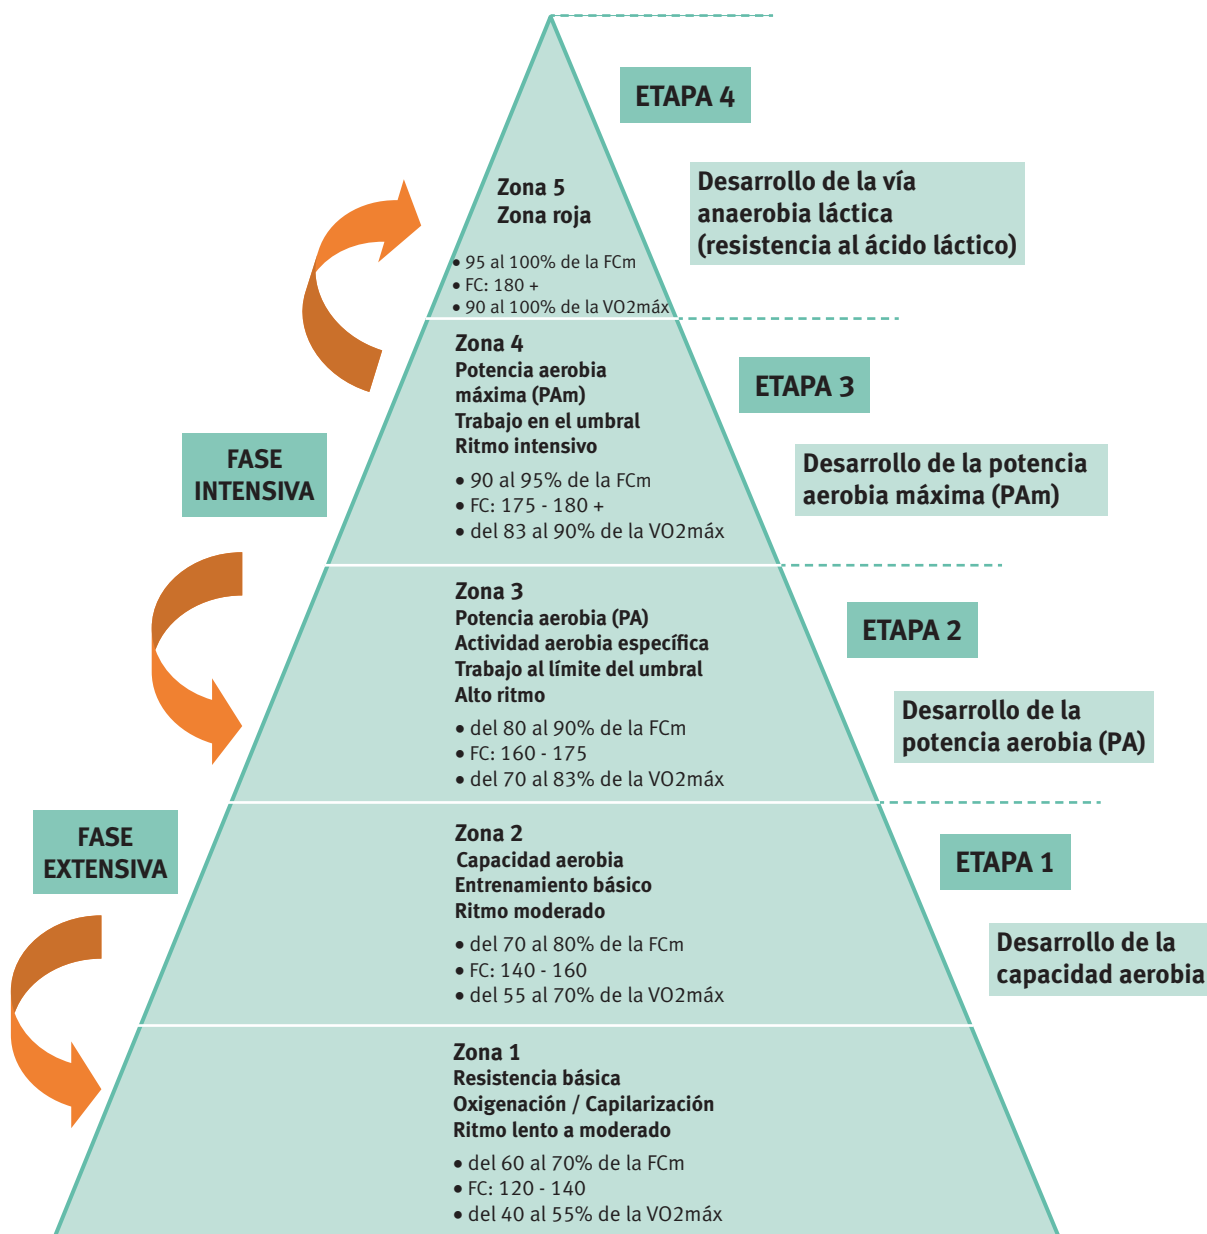 ETAPA 4
Desarrollo de la vía
anaerobia láctica
(resistencia al ácido láctico)
Zona 5
Zona roja
• 95 al 100% de la FCm
• FC: 180 +
• 90 al 100% de la VO2máx
Zona 4
Potencia aerobia
máxima (PAm)
Trabajo en el umbral
Ritmo intensivo
• 90 al 95% de la FCm
• FC: 175 - 180 +
• del 83 al 90% de la VO2máx
ETAPA 3
Desarrollo de la potencia
aerobia máxima (PAm)
FASE
INTENSIVA
Zona 3
Potencia aerobia (PA)
Actividad aerobia específica
Trabajo al límite del umbral
Alto ritmo
• del 80 al 90% de la FCm
• FC: 160 - 175
• del 70 al 83% de la VO2máx
ETAPA 2
Desarrollo de la
potencia aerobia (PA)
FASE
EXTENSIVA
Zona 2
Capacidad aerobia
Entrenamiento básico
Ritmo moderado
• del 70 al 80% de la FCm
• FC: 140 - 160
• del 55 al 70% de la VO2máx
ETAPA 1
Desarrollo de la
capacidad aerobia
Zona 1
Resistencia básica
Oxigenación / Capilarización
Ritmo lento a moderado
• del 60 al 70% de la FCm
• FC: 120 - 140
• del 40 al 55% de la VO2máx